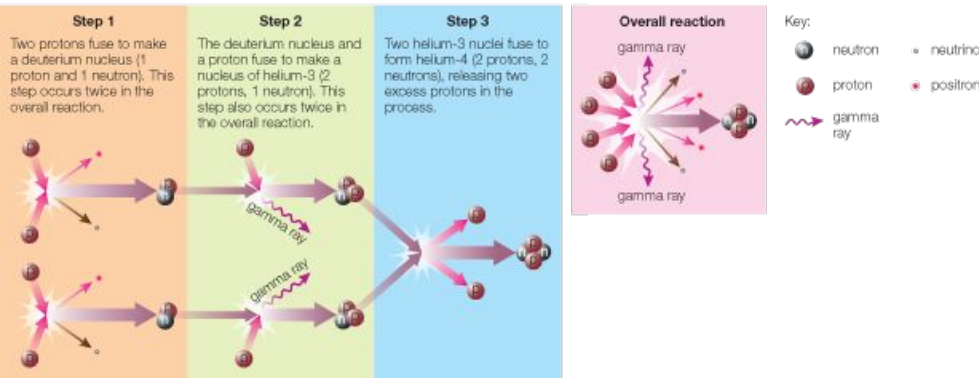 Step 1
Two protons fuse to make
a deuterium nucleus (1
proton and 1 neutron). This
step occurs twice in the
overall reaction.
Step 2
The deuterium nucleus and
a proton fuse to make a
nucleus of helium-3 (2
protons, 1 neutron). This
step also occurs twice in
the overall reaction.
Step 3
Two helium-3 nuclei fuse to
form helium-4 (2 protons, 2
neutrons), releasing two
excess protons in the
process.
p
p
p
n
gamma ray
p
p
n
p
p
p
p
n
gamma ray
p
p
n
p
p
p
n
p
n
p
Overall reaction
gamma ray
p
p
p
p
n
p
n
p
gamma ray
Key:
n neutron
neutrino
p proton
positron
gamma
ray